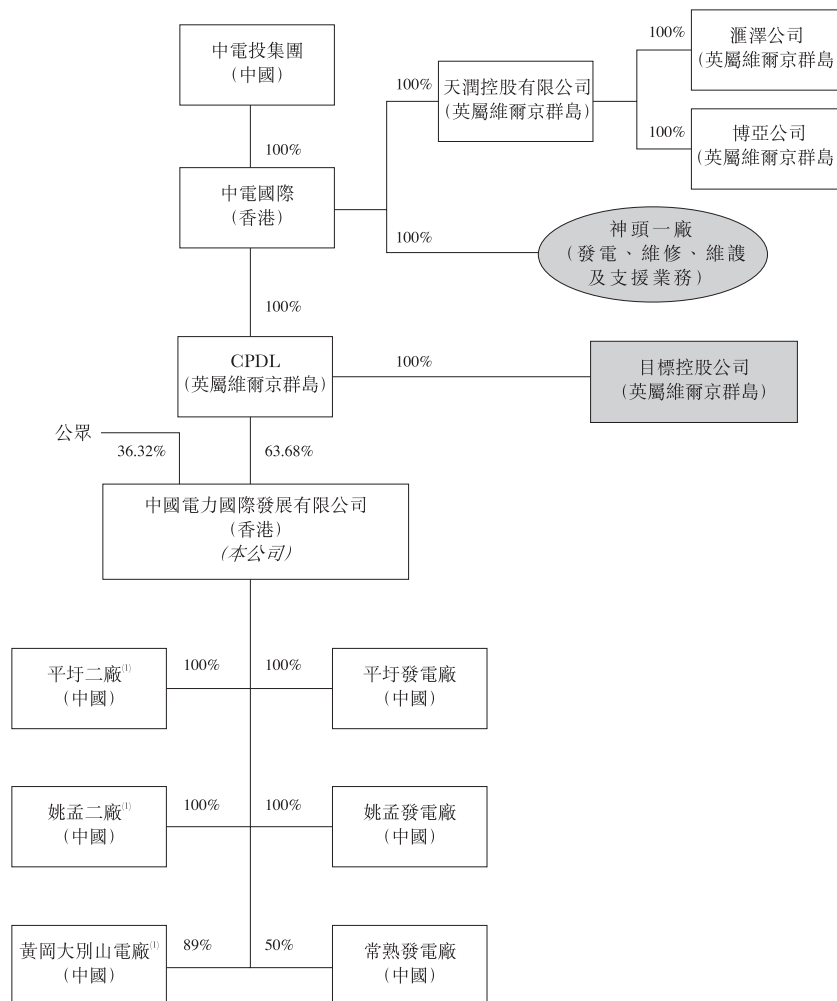 中電投集團
(中國)
100%
中電國際
(香港)
100%
天潤控股有限公司
(英屬維爾京群島)
100%
滙澤公司
(英屬維爾京群島
100%
博亞公司
(英屬維爾京群島
100%
神頭一廠
(發電、維修、維護
及支援業務)
100%
CPDL
(英屬維爾京群島)
100%
目標控股公司
(英屬維爾京群島)
公眾
36.32%
63.68%
中國電力國際發展有限公司
(香港)
(本公司)
平圩二廠(1)
(中國)
100%
100%
平圩發電廠
(中國)
姚孟二廠(1)
(中國)
100%
100%
姚孟發電廠
(中國)
黃岡大別山電廠(1)
(中國)
89%
50%
常熟發電廠
(中國)